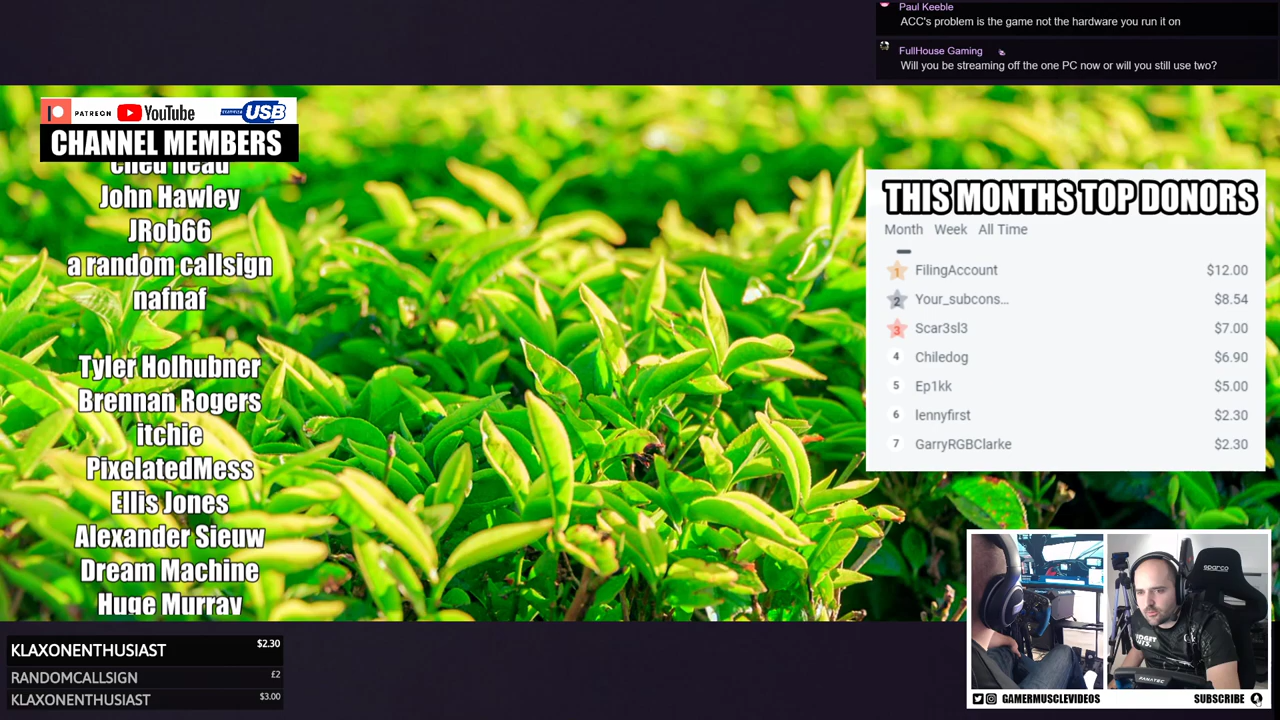 Paul Keeble
ACC's problem is the game not the hardware you run it on
FullHouse Gaming
Will you be streaming off the one PC now or will you still use two?
PATREON YouTube USB
CHANNEL MEMBERS
Ched head
John Hawley
JRob66
a random callsign
nafnaf
Tyler Holhubner
Brennan Rogers
itchie
PixelatedMess
Ellis Jones
Alexander Sieuw
Dream Machine
Huge Murray
THIS MONTHS TOP DONORS
Month Week All Time
1 FilingAccount $12.00
2 Your_subcons... $8.54
3 Scar3sl3 $7.00
4 Chiledog $6.90
5 Ep1kk $5.00
6 lennyfirst $2.30
7 GarryRGBClarke $2.30
KLAXONENTHUSIAST $2.30
RANDOMCALLSIGN £2
KLAXONENTHUSIAST $3.00
sparco
FANATEC
GAMERMUSCLEVIDEOS SUBSCRIBE